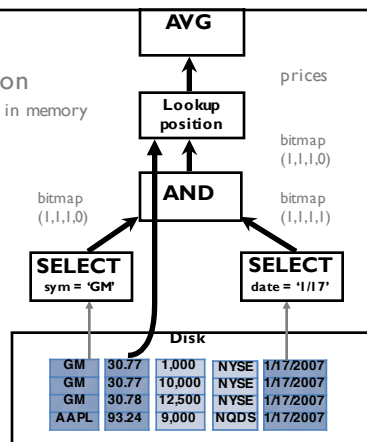 AVG
prices
on
in memory
Lookup
position
bitmap
(1,1,1,0)
AND
bitmap
(1,1,1,0)
bitmap
(1,1,1,1)
SELECT
sym = ‘GM’
SELECT
date = ‘1/17’
Disk
GM 30.77 1,000 NYSE 1/17/2007
GM 30.77 10,000 NYSE 1/17/2007
GM 30.78 12,500 NYSE 1/17/2007
AAPL 93.24 9,000 NQDS 1/17/2007